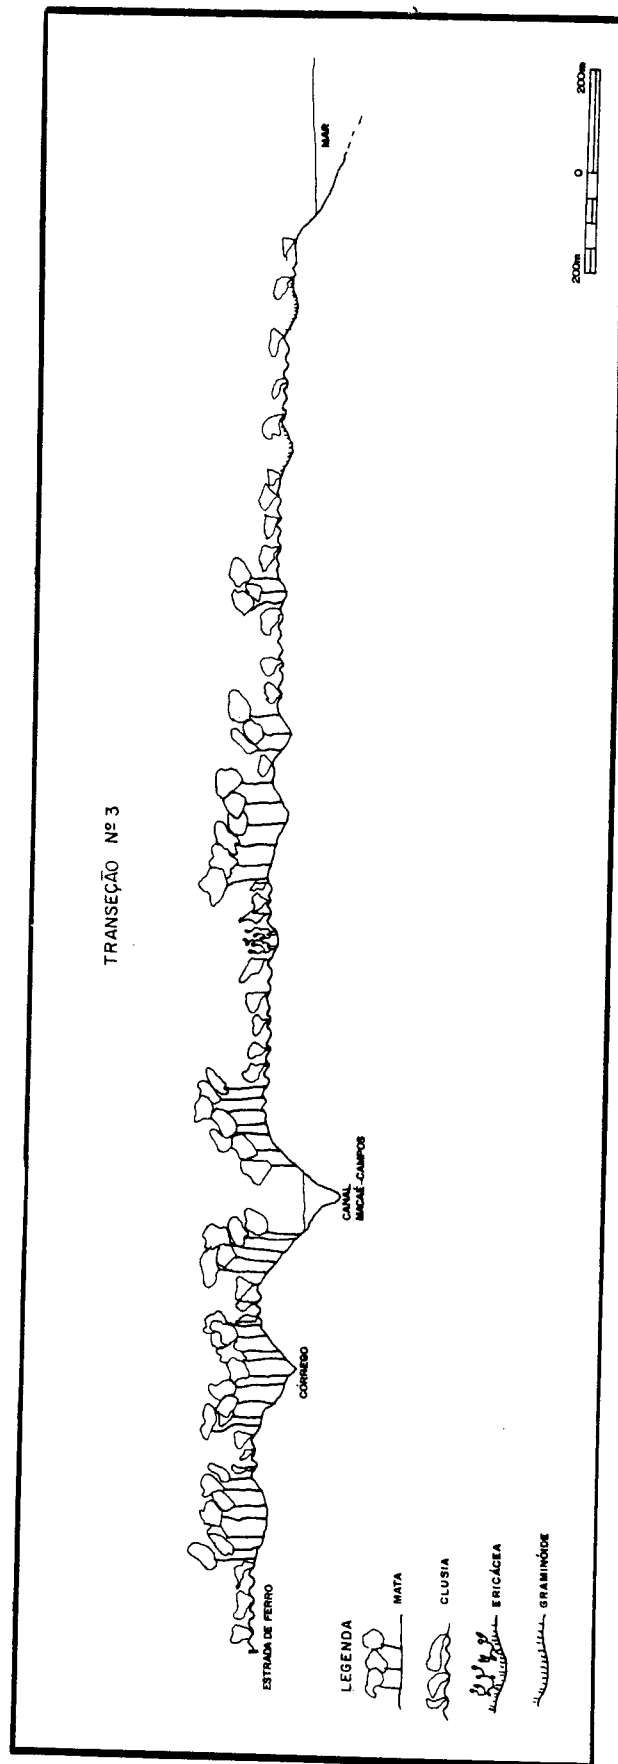 TRANSEÇÃO Nº 3
ESTRADA DE FERRO
CÓRREGO
CANAL
MACAÉ-CAMPOS
MAR
LEGENDA
MATA
CLUSIA
ERICÁCEA
GRAMINÓIDE
200m 0 200m